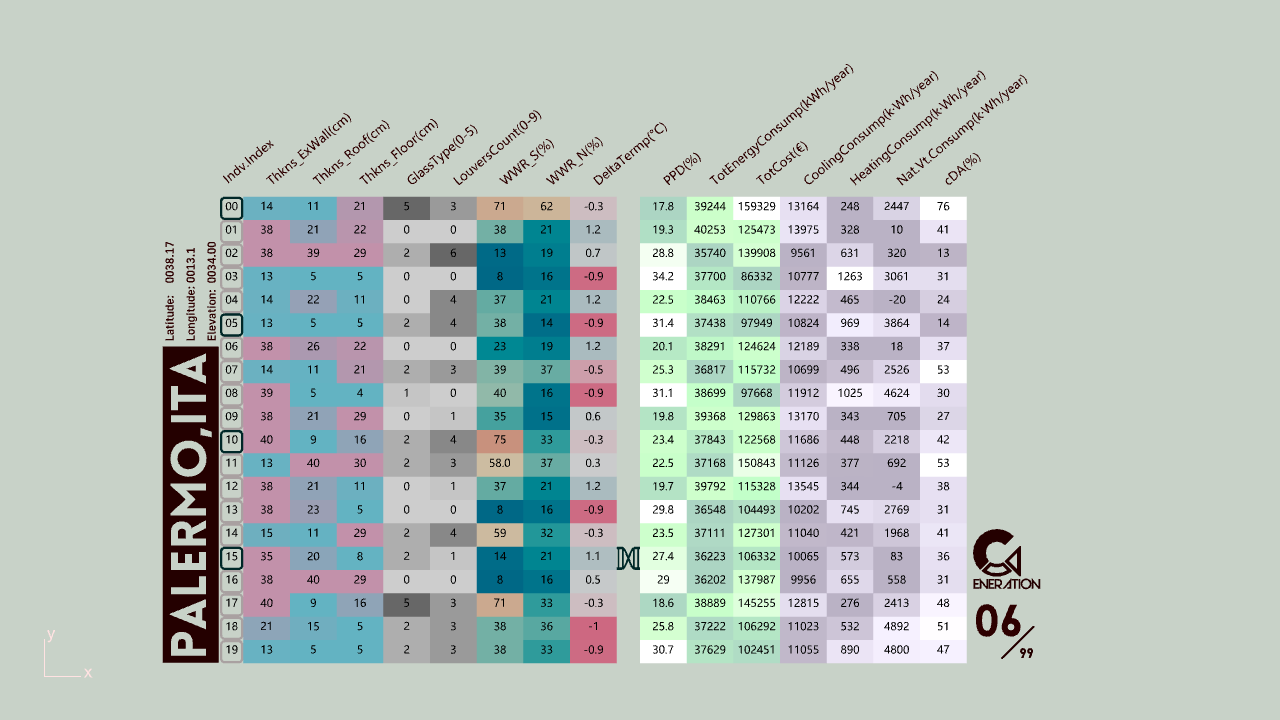 Indv.Index Thkns_ExWall(cm) Thkns_Roof(cm) Thkns_Floor(cm) GlassType(0-5) LouversCount(0-9) WWR_S(%) WWR_N(%) DeltaTermp(°C) PPD(%) TotEnergyConsump(kWh/year) TotCost(€) CoolingConsump(k·Wh/year) HeatingConsump(k·Wh/year) Nat.Vt.Consump(k·Wh/year) cDA(%)
00 14 11 21 5 3 71 62 -0.3 17.8 39244 159329 13164 248 2447 76
01 38 21 22 0 0 38 21 1.2 19.3 40253 125473 13975 328 10 41
02 38 39 29 2 6 13 19 0.7 28.8 35740 139908 9561 631 320 13
03 13 5 5 0 0 8 16 -0.9 34.2 37700 86332 10777 1263 3061 31
04 14 22 11 0 4 37 21 1.2 22.5 38463 110766 12222 465 -20 24
05 13 5 5 2 4 38 14 -0.9 31.4 37438 97949 10824 969 3864 14
06 38 26 22 0 0 23 19 1.2 20.1 38291 124624 12189 338 18 37
07 14 11 21 2 3 39 37 -0.5 25.3 36817 115732 10699 496 2526 53
08 39 5 4 1 0 40 16 -0.9 31.1 38699 97668 11912 1025 4624 30
09 38 21 29 0 1 35 15 0.6 19.8 39368 129863 13170 343 705 27
10 40 9 16 2 4 75 33 -0.3 23.4 37843 122568 11686 448 2218 42
11 13 40 30 2 3 58.0 37 0.3 22.5 37168 150843 11126 377 692 53
12 38 21 11 0 1 37 21 1.2 19.7 39792 115328 13545 344 -4 38
13 38 23 5 0 0 8 16 -0.9 29.8 36548 104493 10202 745 2769 31
14 15 11 29 2 4 59 32 -0.3 23.5 37111 127301 11040 421 1968 41
15 35 20 8 2 1 14 21 1.1 27.4 36223 106332 10065 573 83 36
16 38 40 29 0 0 8 16 0.5 29 36202 137987 9956 655 558 31
17 40 9 16 5 3 71 33 -0.3 18.6 38889 145255 12815 276 2413 48
18 21 15 5 2 3 38 36 -1 25.8 37222 106292 11023 532 4892 51
19 13 5 5 2 3 38 33 -0.9 30.7 37629 102451 11055 890 4800 47
Latitude: 0038.17
Longitude: 0013.1
Elevation: 0034.00
PALERMO,ITA
G
ENERATION
06/99
y
x